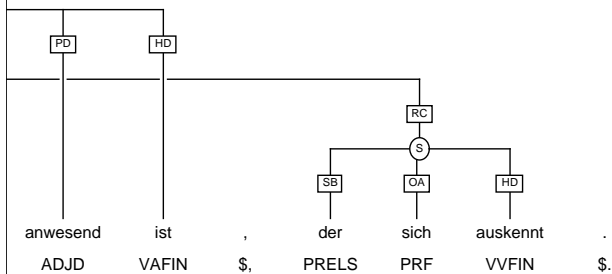 PD HD
RC
S
SB OA HD
anwesend ist , der sich auskennt .
ADJD VAFIN $, PRELS PRF VVFIN $.